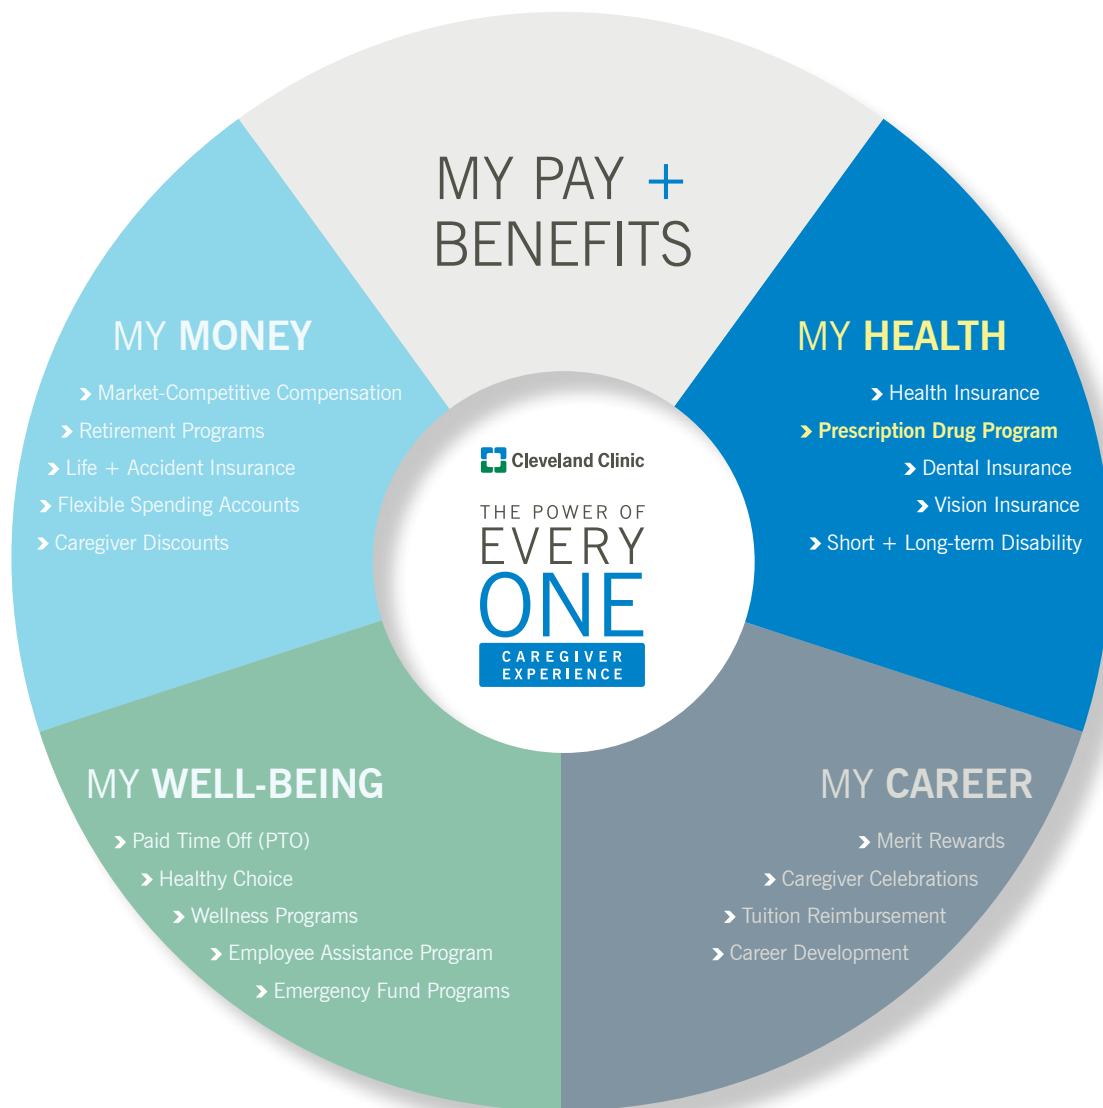 MY PAY +
BENEFITS
MY MONEY
› Market-Competitive Compensation
› Retirement Programs
› Life + Accident Insurance
› Flexible Spending Accounts
› Caregiver Discounts
MY HEALTH
› Health Insurance
› Prescription Drug Program
› Dental Insurance
› Vision Insurance
› Short + Long-term Disability
Cleveland Clinic
THE POWER OF
EVERY
ONE
CAREGIVER
EXPERIENCE
MY WELL-BEING
› Paid Time Off (PTO)
› Healthy Choice
› Wellness Programs
› Employee Assistance Program
› Emergency Fund Programs
MY CAREER
› Merit Rewards
› Caregiver Celebrations
› Tuition Reimbursement
› Career Development